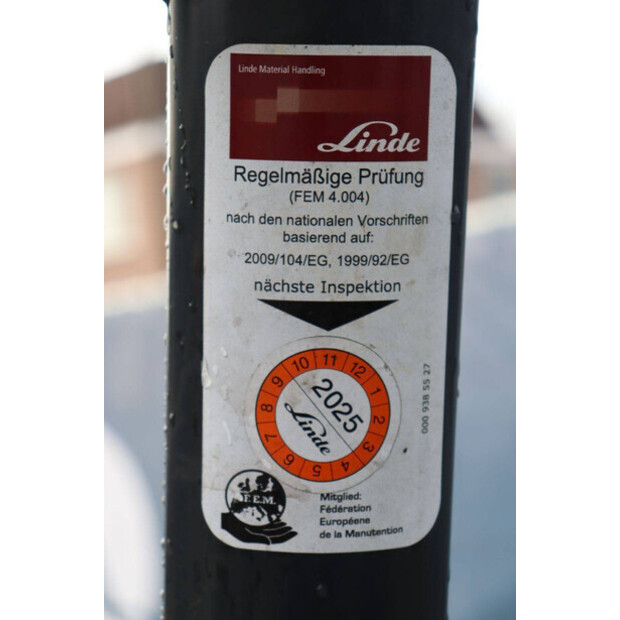 Linde Material Handling
Linde
Regelmäßige Prüfung
(FEM 4.004)
nach den nationalen Vorschriften
basierend auf:
2009/104/EG, 1999/92/EG
nächste Inspektion
1 2 3 4 5 6 7 8 9 10 11 12
2025
Linde
000 938 55 27
F.E.M.
Mitglied:
Fédération
Européene
de la Manutention